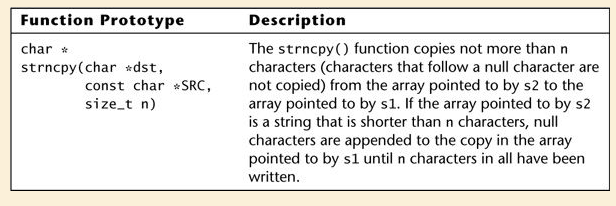 Function Prototype Description
char * The strncpy() function copies not more than n
strncpy(char *dst, characters (characters that follow a null character are
const char *SRC, not copied) from the array pointed to by s2 to the
size_t n) array pointed to by s1. If the array pointed to by s2
is a string that is shorter than n characters, null
characters are appended to the copy in the array
pointed to by s1 until n characters in all have been
written.